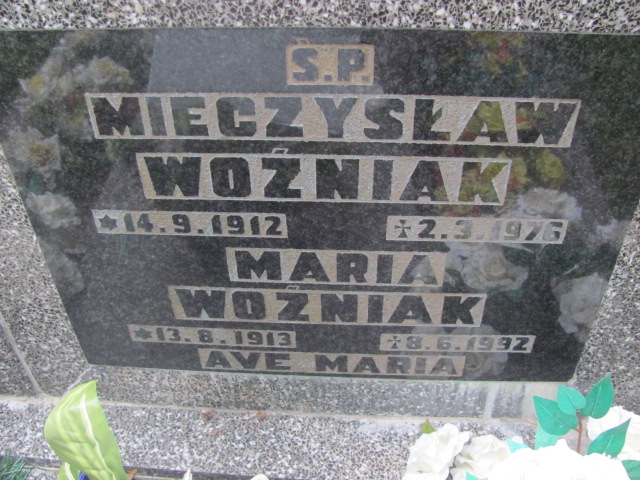 Ś.P.
MIECZYSŁAW
WOŹNIAK
★14.9.1912 ✝2.3.1976
MARIA
WOŹNIAK
★13.8.1913 ✝8.6.1992
AVE MARIA